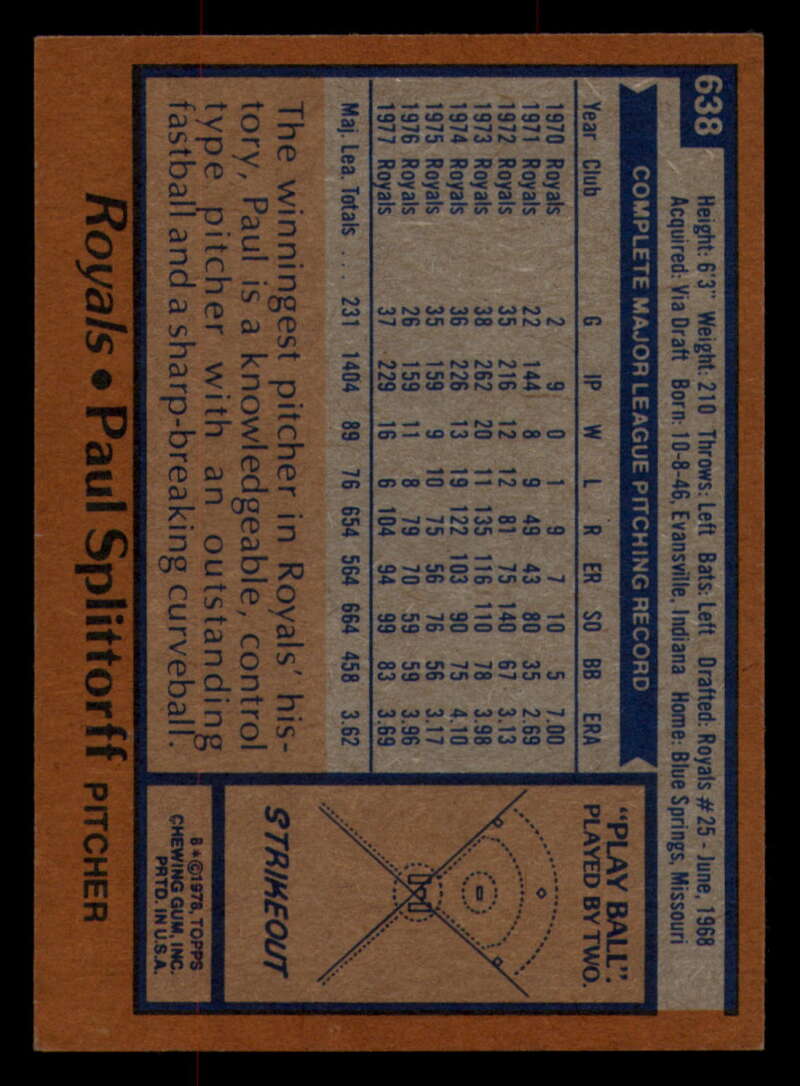 638
Height: 6'3" Weight: 210 Throws: Left Bats: Left Drafted: Royals # 25 - June, 1968
Acquired: Via Draft Born: 10-8-46, Evansville, Indiana Home: Blue Springs, Missouri
COMPLETE MAJOR LEAGUE PITCHING RECORD
Year Club G IP W L R ER SO BB ERA
1970 Royals 2 9 0 1 9 7 10 5 7.00
1971 Royals 22 144 8 9 49 43 80 35 2.69
1972 Royals 35 216 12 12 81 75 140 67 3.13
1973 Royals 38 262 20 11 135 116 110 78 3.98
1974 Royals 36 226 13 19 122 103 90 75 4.10
1975 Royals 35 159 9 10 75 56 76 56 3.17
1976 Royals 26 159 11 8 79 70 59 59 3.96
1977 Royals 37 229 16 6 104 94 99 83 3.69
Maj. Lea. Totals ... 231 1404 89 76 654 564 664 458 3.62
The winningest pitcher in Royals' his-
tory, Paul is a knowledgeable, control
type pitcher with an outstanding
fastball and a sharp-breaking curveball.
"PLAY BALL".
PLAYED BY TWO.
STRIKEOUT
6*©1978, TOPPS
CHEWING GUM, INC.
PRTD. IN U.S.A.
Royals • Paul Splittorff PITCHER